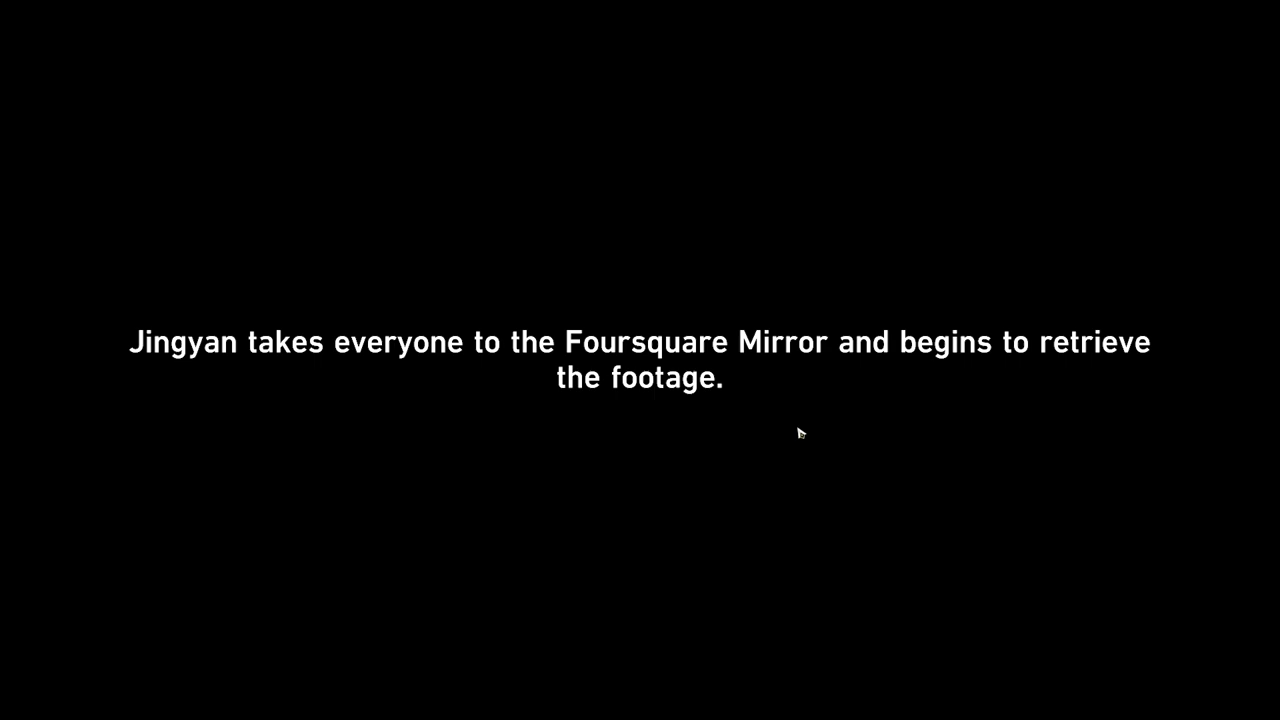 Jingyan takes everyone to the Foursquare Mirror and begins to retrieve
the footage.